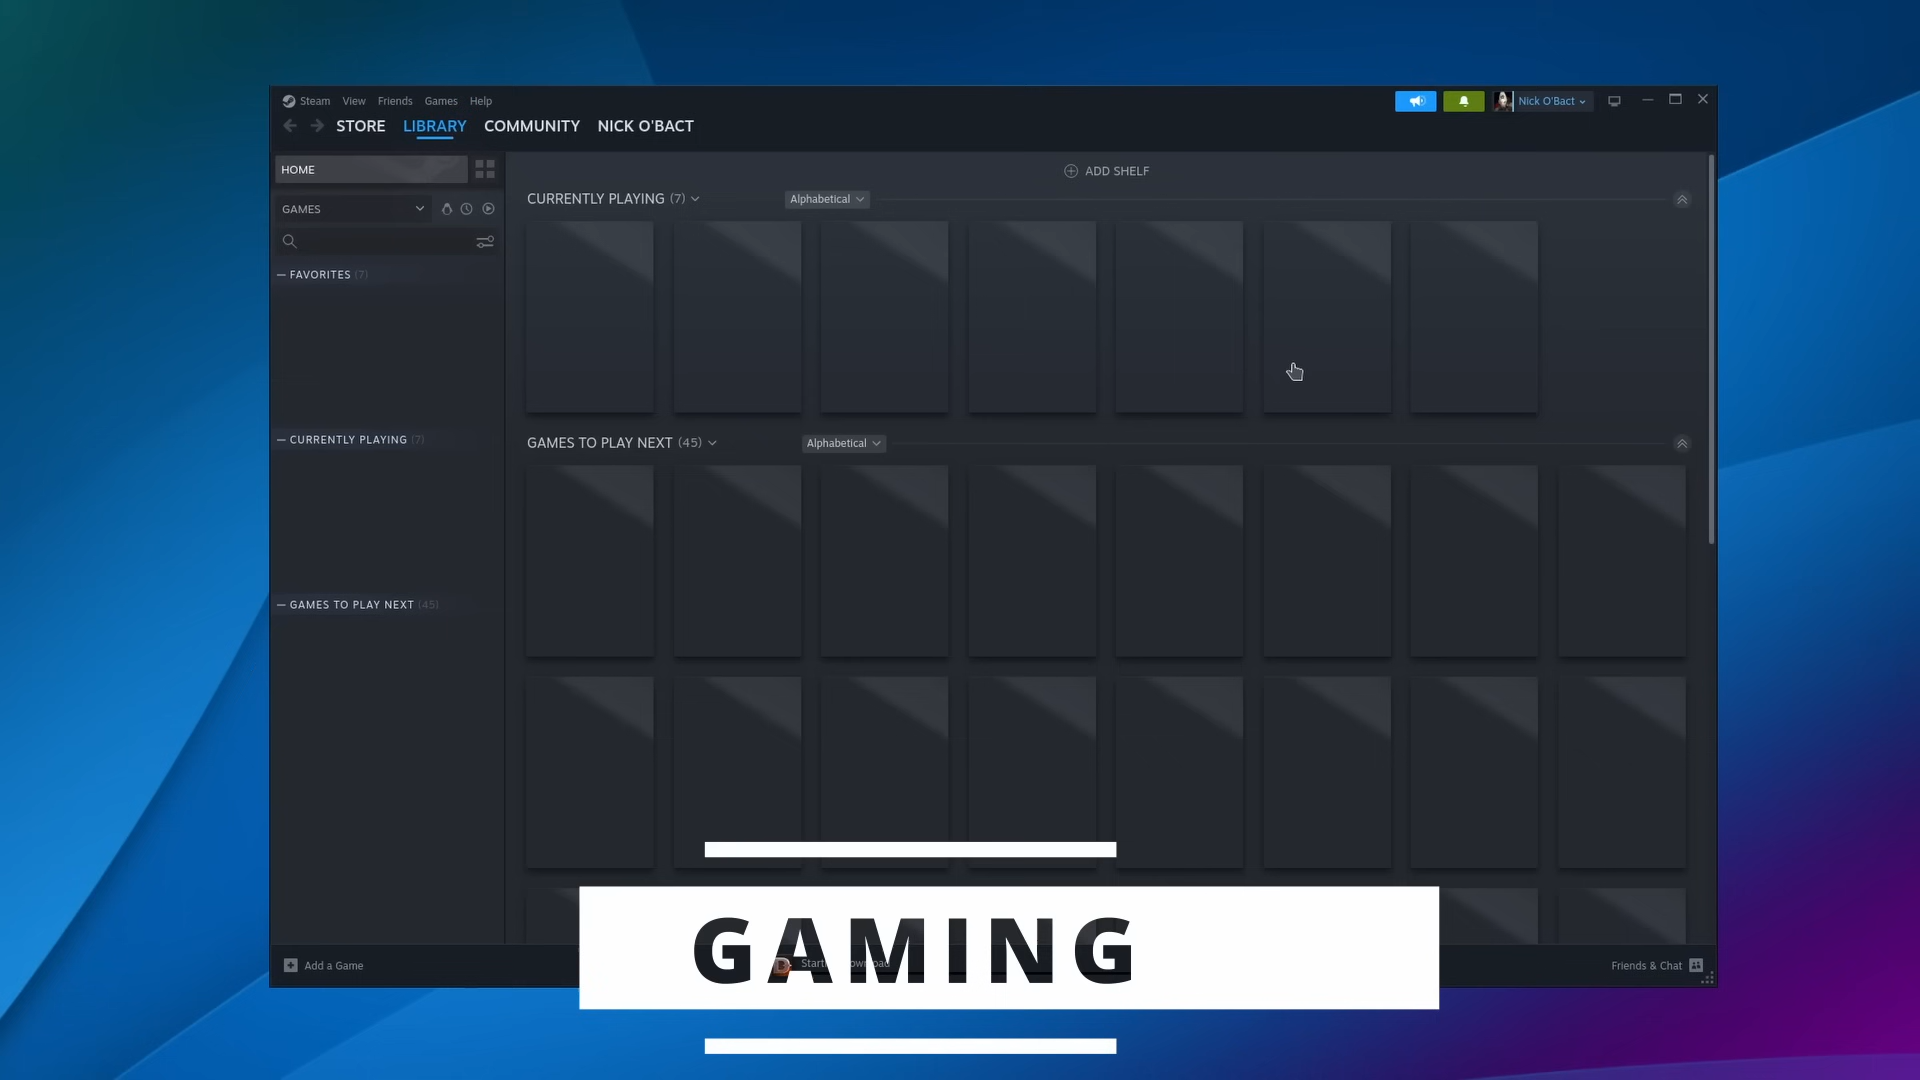 Steam View Friends Games Help
Nick O'Bact
STORE LIBRARY COMMUNITY NICK O'BACT
HOME
ADD SHELF
GAMES
CURRENTLY PLAYING (7)
Alphabetical
FAVORITES (7)
CURRENTLY PLAYING (7)
GAMES TO PLAY NEXT (45)
Alphabetical
GAMES TO PLAY NEXT (45)
GAMING
Add a Game
Friends & Chat